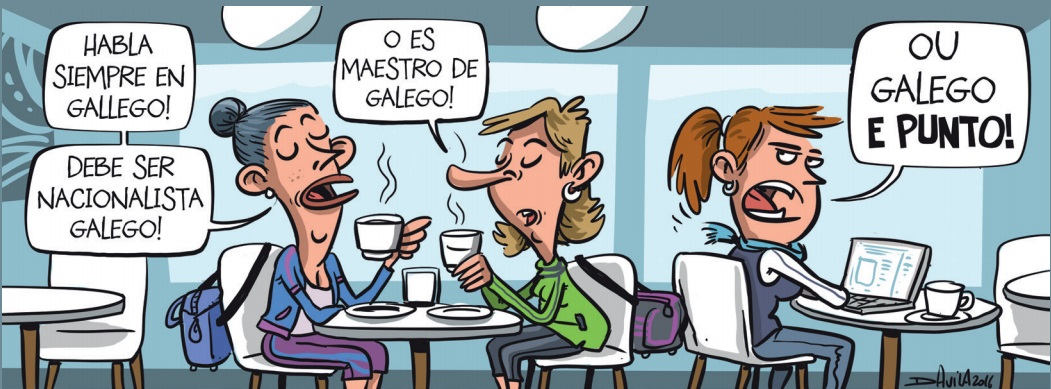 HABLA
SIEMPRE EN
GALLEGO!
DEBE SER
NACIONALISTA
GALEGO!
O ES
MAESTRO DE
GALEGO!
OU
GALEGO
E PUNTO!
DAVILA 2016